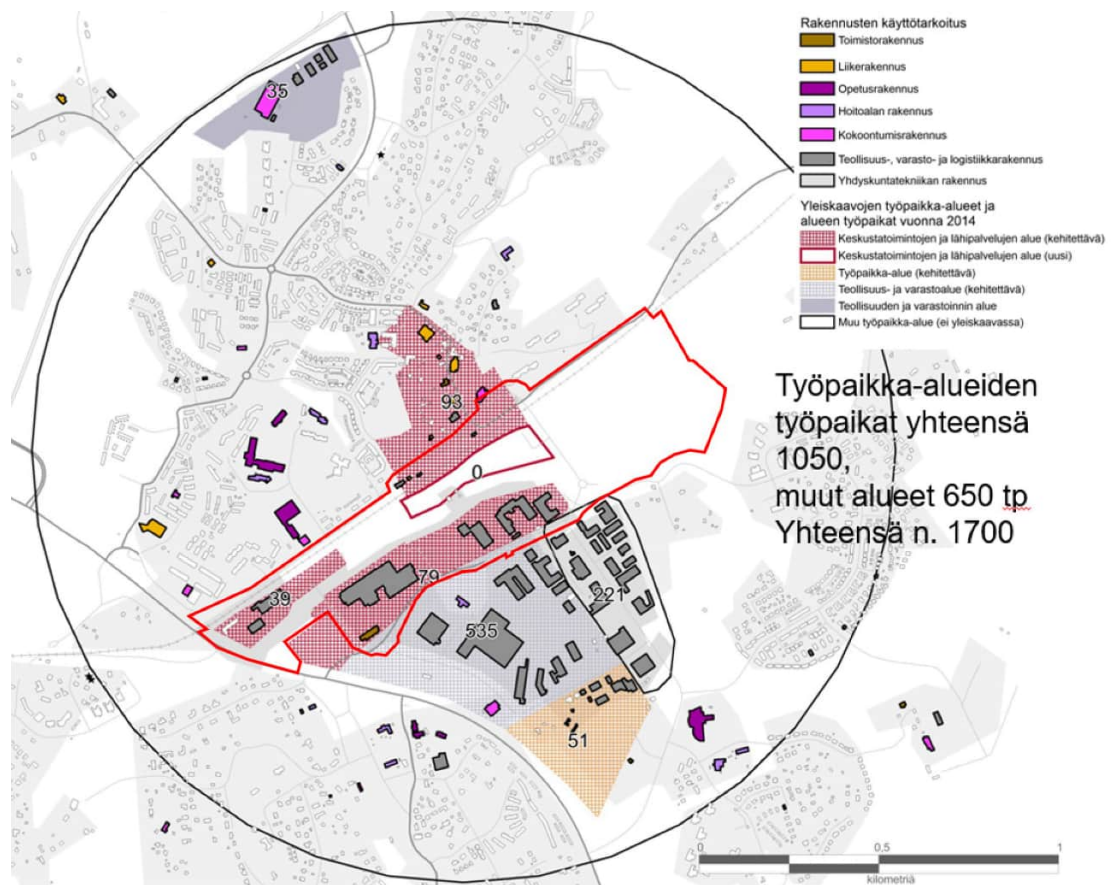 Rakennusten käyttötarkoitus
Toimistorakennus
Liikerakennus
Opetusrakennus
Hoitoalan rakennus
Kokoontumisrakennus
Teollisuus-, varasto- ja logistiikkarakennus
Yhdyskuntatekniikan rakennus
Yleiskaavojen työpaikka-alueet ja
alueen työpaikat vuonna 2014
Keskustatoimintojen ja lähipalvelujen alue (kehitettävä)
Keskustatoimintojen ja lähipalvelujen alue (uusi)
Työpaikka-alue (kehitettävä)
Teollisuus- ja varastoalue (kehitettävä)
Teollisuuden ja varastoinnin alue
Muu työpaikka-alue (ei yleiskaavassa)
35
93
0
79
39
221
535
51
Työpaikka-alueiden
työpaikat yhteensä
1050,
muut alueet 650 tp
Yhteensä n. 1700
0 0,5 1
kilometriä